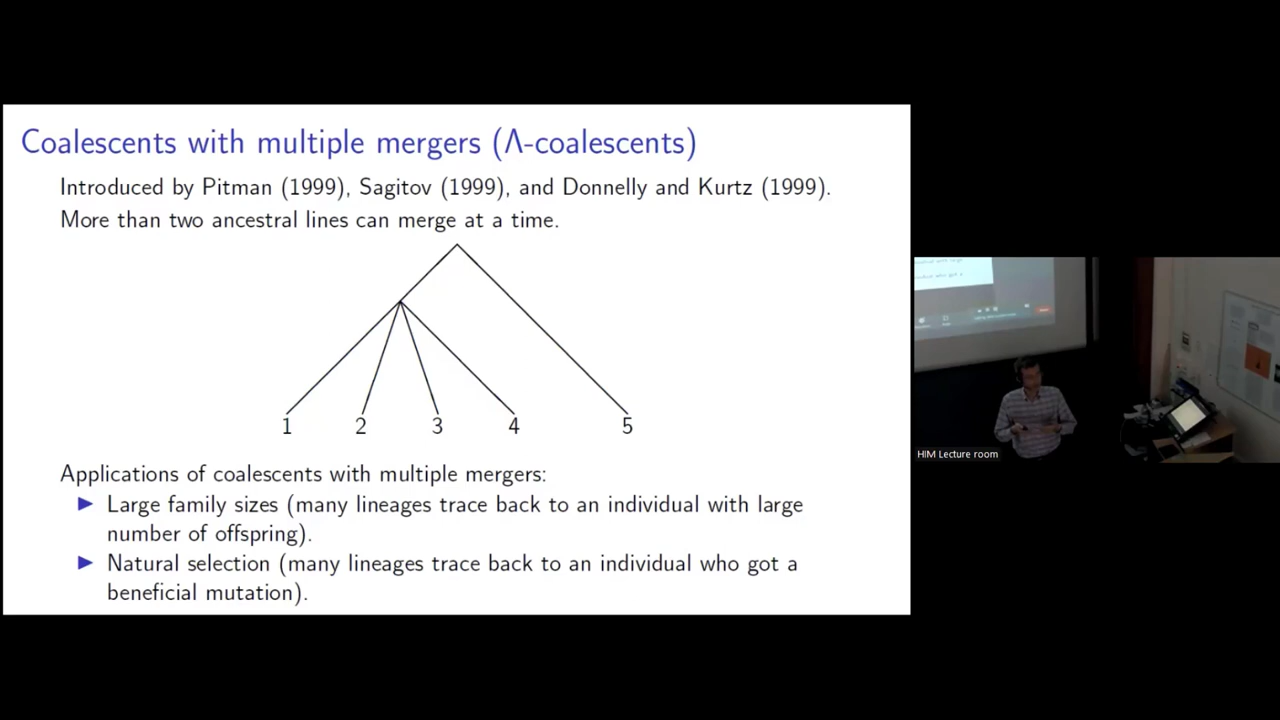 Coalescents with multiple mergers (Λ-coalescents)
Introduced by Pitman (1999), Sagitov (1999), and Donnelly and Kurtz (1999).
More than two ancestral lines can merge at a time.
1 2 3 4 5
Applications of coalescents with multiple mergers:
▶ Large family sizes (many lineages trace back to an individual with large
number of offspring).
▶ Natural selection (many lineages trace back to an individual who got a
beneficial mutation).
HIM Lecture room